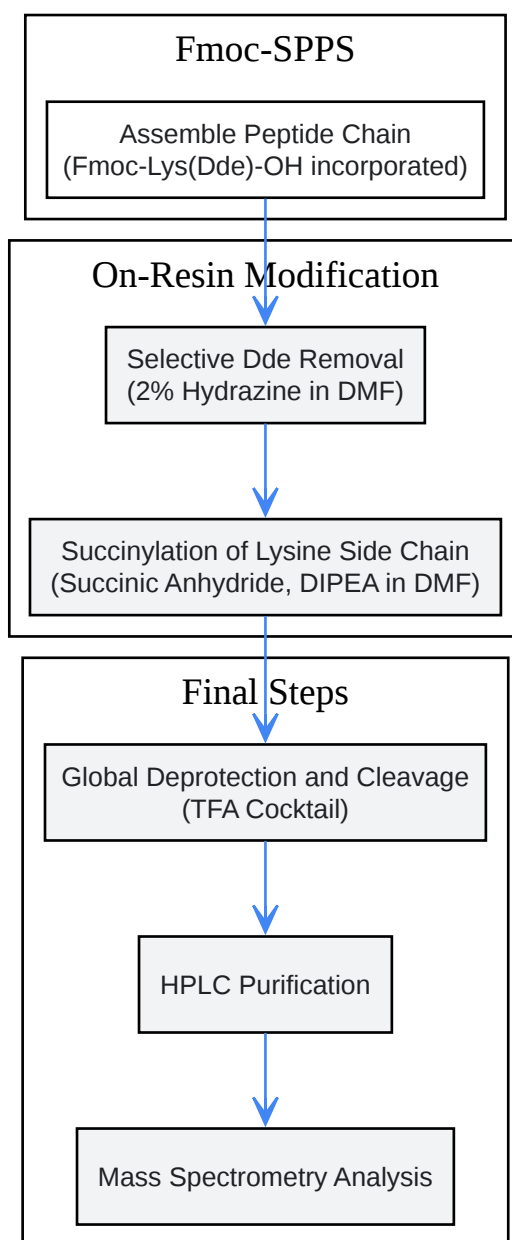 Fmoc-SPPS
Assemble Peptide Chain
(Fmoc-Lys(Dde)-OH incorporated)
On-Resin Modification
Selective Dde Removal
(2% Hydrazine in DMF)
Succinylation of Lysine Side Chain
(Succinic Anhydride, DIPEA in DMF)
Final Steps
Global Deprotection and Cleavage
(TFA Cocktail)
HPLC Purification
Mass Spectrometry Analysis